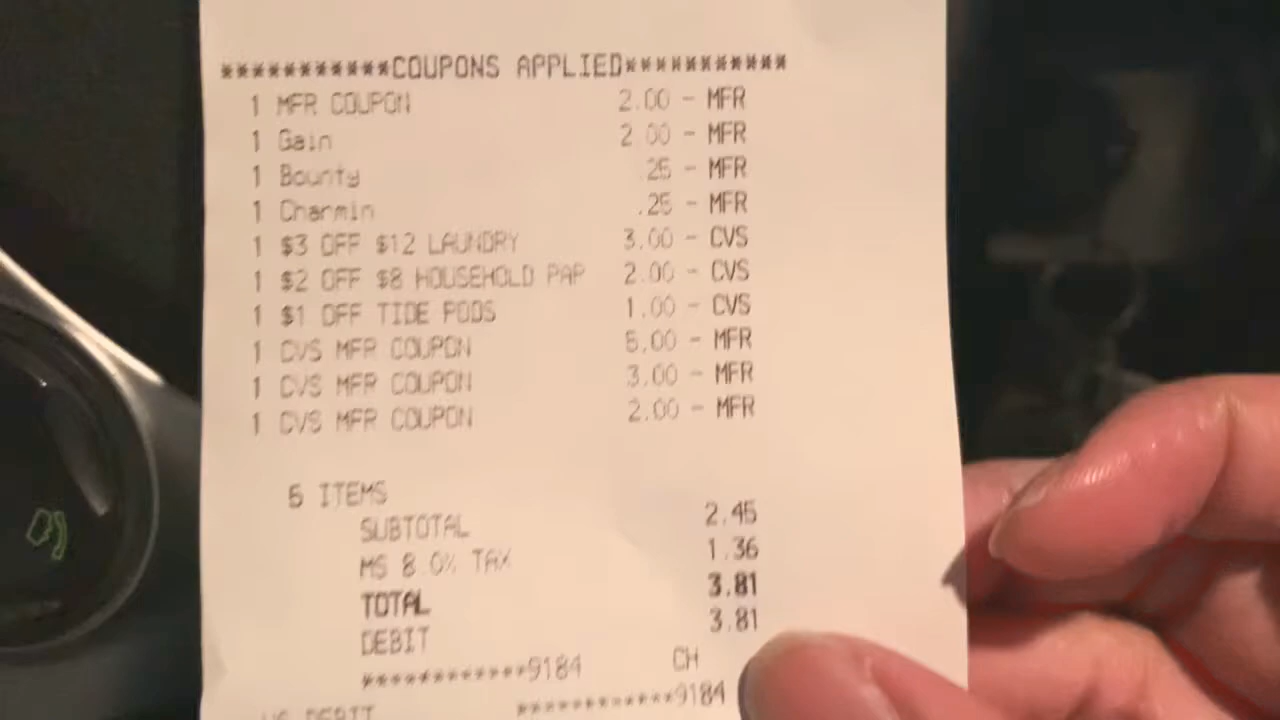 ***********COUPONS APPLIED***********
1 MFR COUPON 2.00 - MFR
1 Gain 2.00 - MFR
1 Bounty .25 - MFR
1 Charmin .25 - MFR
1 $3 OFF $12 LAUNDRY 3.00 - CVS
1 $2 OFF $8 HOUSEHOLD PAP 2.00 - CVS
1 $1 OFF TIDE PODS 1.00 - CVS
1 CVS MFR COUPON 5.00 - MFR
1 CVS MFR COUPON 3.00 - MFR
1 CVS MFR COUPON 2.00 - MFR
5 ITEMS
SUBTOTAL 2.45
MS 8.0% TAX 1.36
TOTAL 3.81
DEBIT 3.81
************9184 CH
US DEBIT ************9184